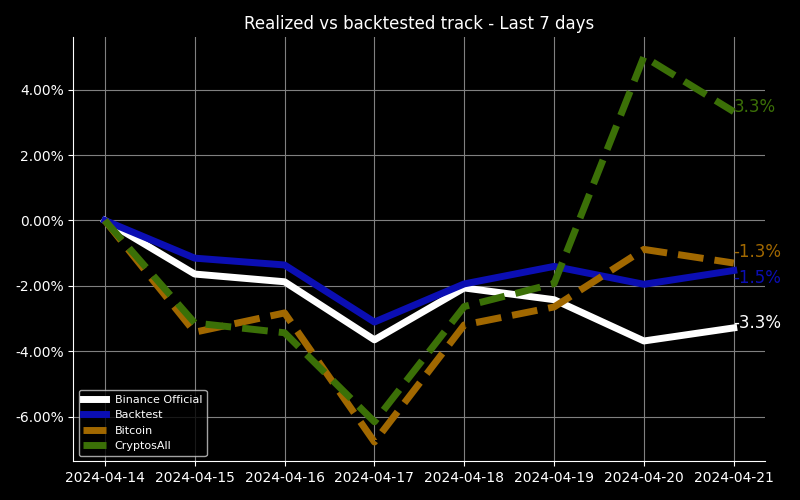 Realized vs backtested track - Last 7 days
4.00%
2.00%
0.00%
-2.00%
-4.00%
-6.00%
3.3%
-1.3%
-1.5%
-3.3%
Binance Official
Backtest
Bitcoin
CryptosAll
2024-04-14 2024-04-15 2024-04-16 2024-04-17 2024-04-18 2024-04-19 2024-04-20 2024-04-21